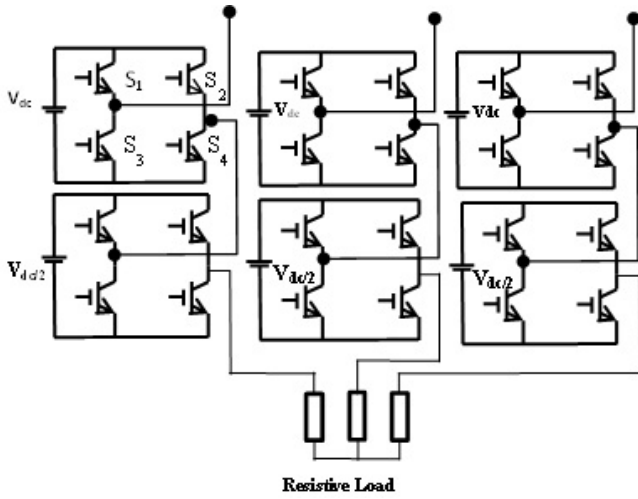 S1 S2
Vdc Vdc Vdc
S3 S4
Vdc/2 Vdc/2 Vdc/2
Resistive Load